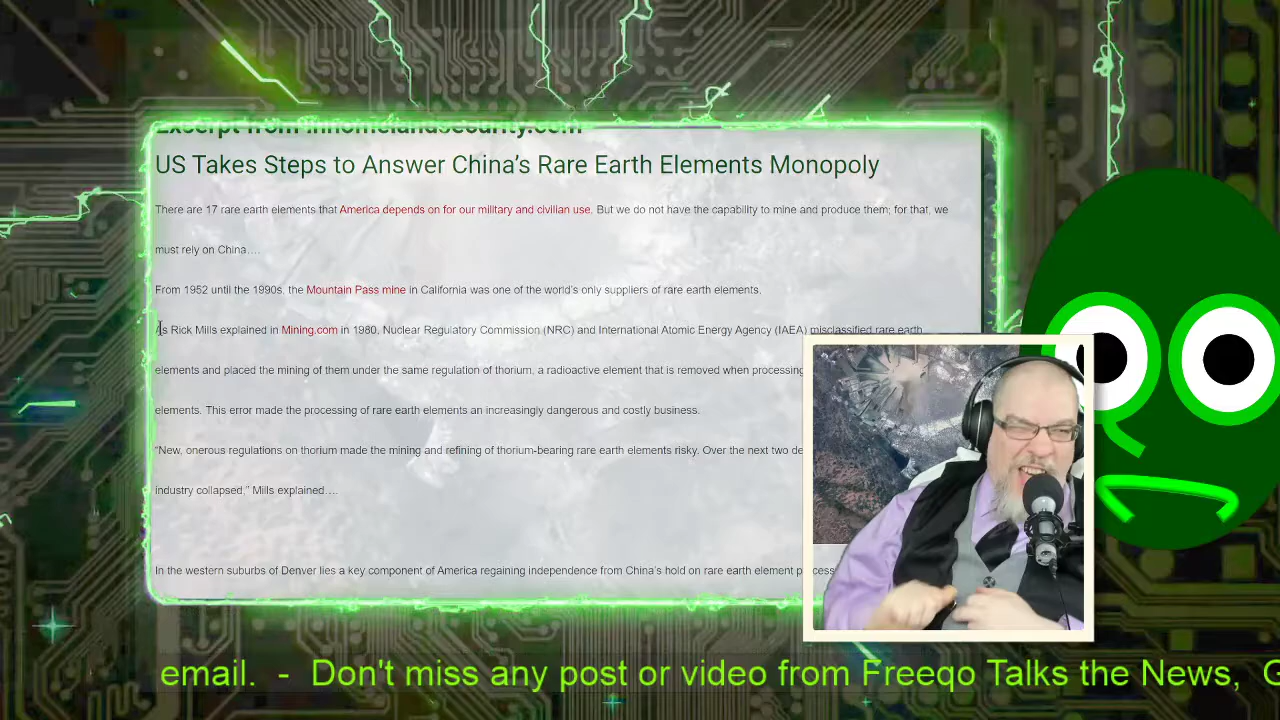 Excerpt from inhomelandsecurity.com
US Takes Steps to Answer China's Rare Earth Elements Monopoly
There are 17 rare earth elements that America depends on for our military and civilian use. But we do not have the capability to mine and produce them; for that, we
must rely on China….
From 1952 until the 1990s, the Mountain Pass mine in California was one of the world's only suppliers of rare earth elements.
As Rick Mills explained in Mining.com in 1980, Nuclear Regulatory Commission (NRC) and International Atomic Energy Agency (IAEA) misclassified rare earth
elements and placed the mining of them under the same regulation of thorium, a radioactive element that is removed when processing
elements. This error made the processing of rare earth elements an increasingly dangerous and costly business.
“New, onerous regulations on thorium made the mining and refining of thorium-bearing rare earth elements risky. Over the next two de
industry collapsed,” Mills explained….
In the western suburbs of Denver lies a key component of America regaining independence from China's hold on rare earth element process
email. - Don't miss any post or video from Freeqo Talks the News, G